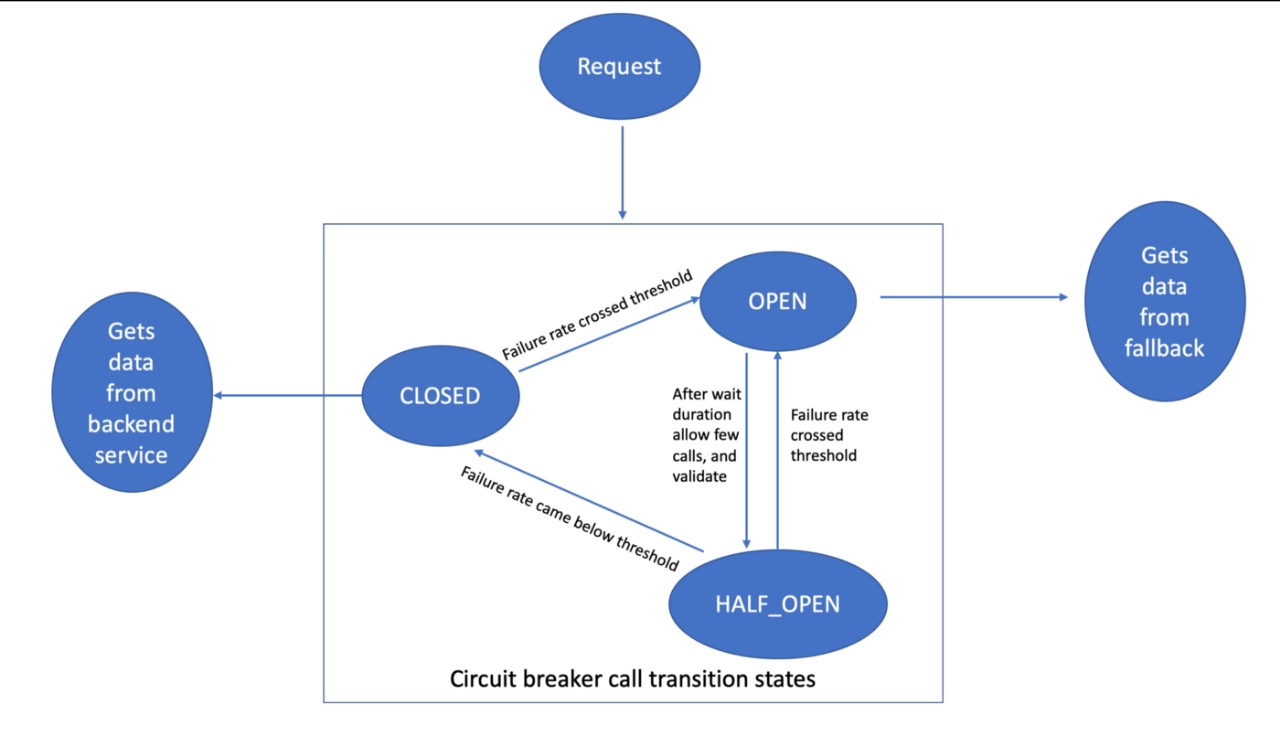 Request
Failure rate crossed threshold
OPEN
Gets
data
from
fallback
Gets
data
from
backend
service
CLOSED
After wait
duration
allow few
calls, and
validate
Failure rate
crossed
threshold
Failure rate came below threshold
HALF_OPEN
Circuit breaker call transition states